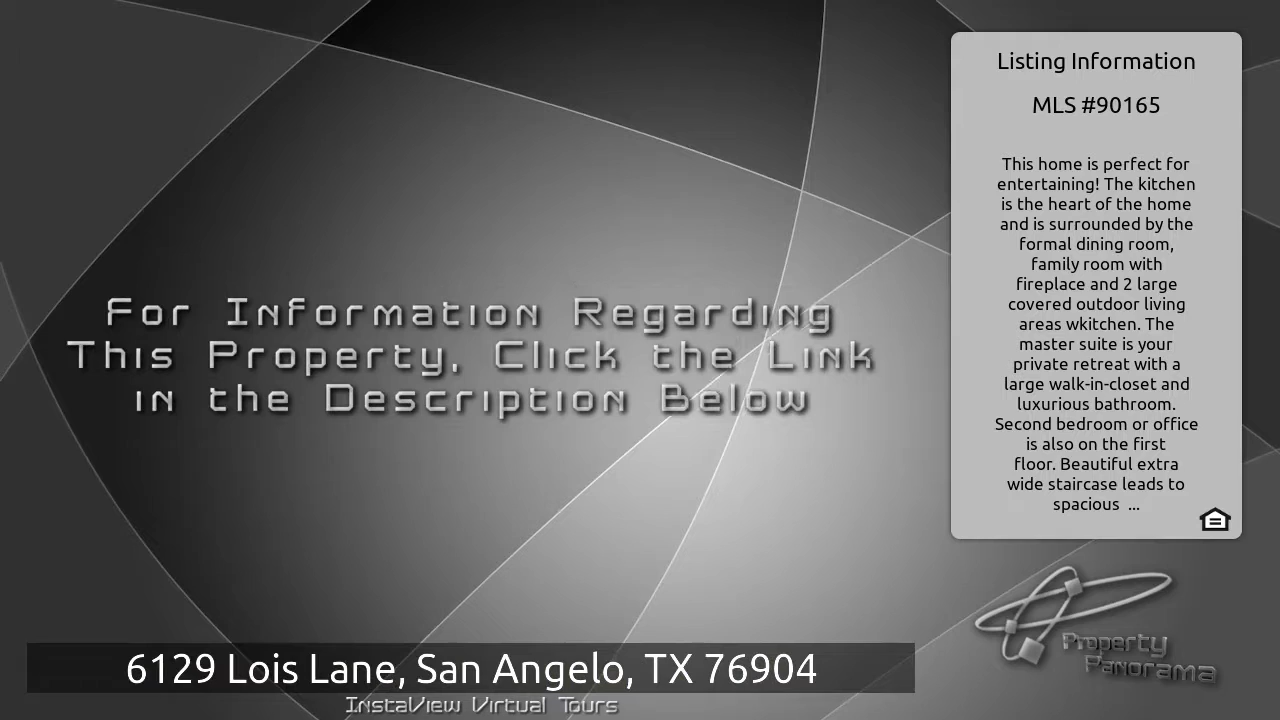 For Information Regarding
This Property, Click the Link
in the Description Below
Listing Information
MLS #90165
This home is perfect for
entertaining! The kitchen
is the heart of the home
and is surrounded by the
formal dining room,
family room with
fireplace and 2 large
covered outdoor living
areas wkitchen. The
master suite is your
private retreat with a
large walk-in-closet and
luxurious bathroom.
Second bedroom or office
is also on the first
floor. Beautiful extra
wide staircase leads to
spacious ...
Property
Panorama
6129 Lois Lane, San Angelo, TX 76904
InstaView Virtual Tours